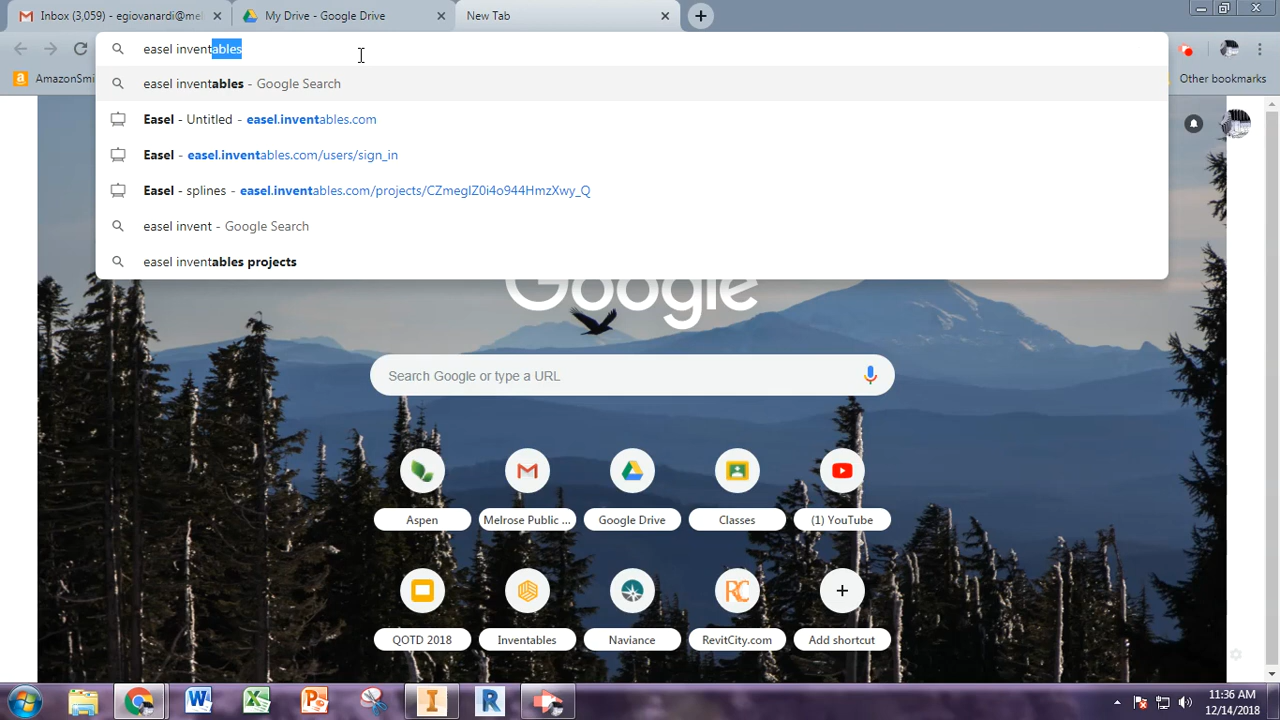 Inbox (3,059) - egiovanardi@mel
My Drive - Google Drive
New Tab
easel inventables
AmazonSmi
Other bookmarks
easel inventables - Google Search
Easel - Untitled - easel.inventables.com
Easel - easel.inventables.com/users/sign_in
Easel - splines - easel.inventables.com/projects/CZmegIZ0i4o944HmzXwy_Q
easel invent - Google Search
easel inventables projects
Google
Search Google or type a URL
Aspen
Melrose Public ...
Google Drive
Classes
(1) YouTube
QOTD 2018
Inventables
Naviance
RC
RevitCity.com
Add shortcut
11:36 AM
12/14/2018